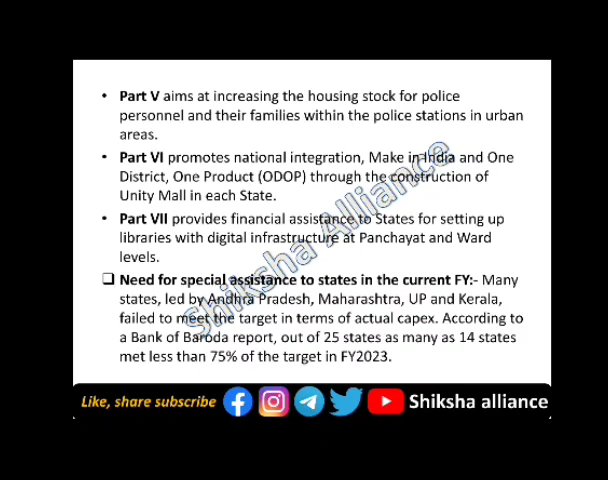 • Part V aims at increasing the housing stock for police
personnel and their families within the police stations in urban
areas.
• Part VI promotes national integration, Make in India and One
District, One Product (ODOP) through the construction of
Unity Mall in each State.
• Part VII provides financial assistance to States for setting up
libraries with digital infrastructure at Panchayat and Ward
levels.
❑ Need for special assistance to states in the current FY:- Many
states, led by Andhra Pradesh, Maharashtra, UP and Kerala,
failed to meet the target in terms of actual capex. According to
a Bank of Baroda report, out of 25 states as many as 14 states
met less than 75% of the target in FY2023.
Shiksha Alliance
Like, share subscribe Shiksha alliance